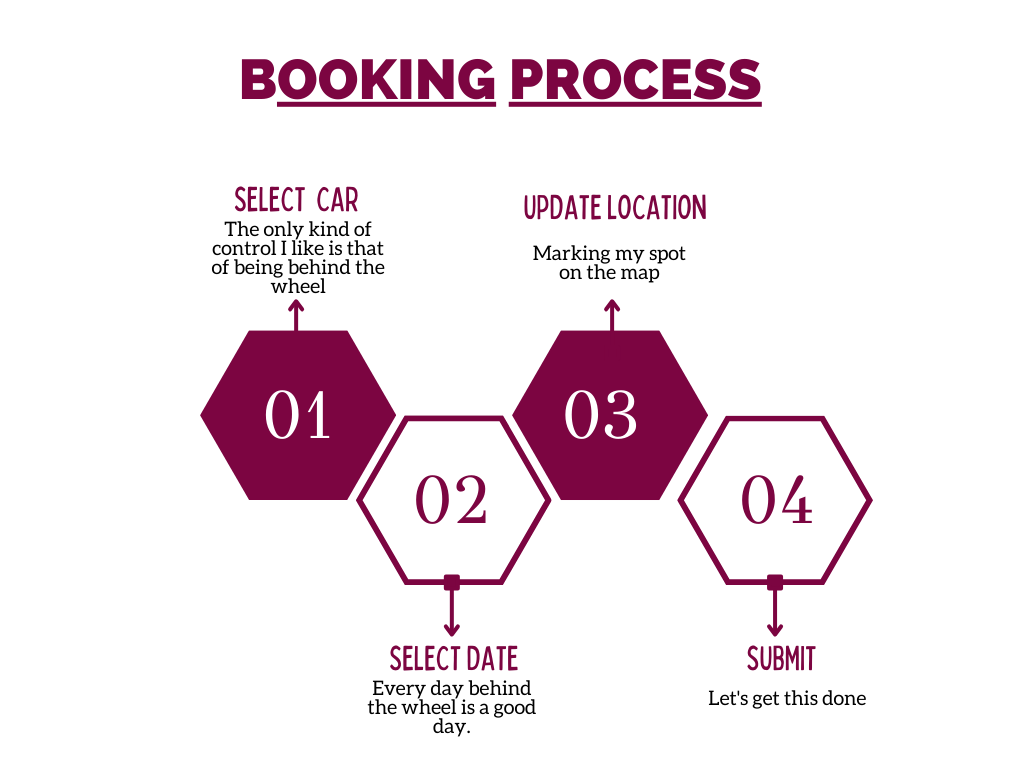 BOOKING PROCESS
SELECT CAR
The only kind of
control I like is that
of being behind the
wheel
UPDATE LOCATION
Marking my spot
on the map
01
02
03
04
SELECT DATE
Every day behind
the wheel is a good
day.
SUBMIT
Let's get this done